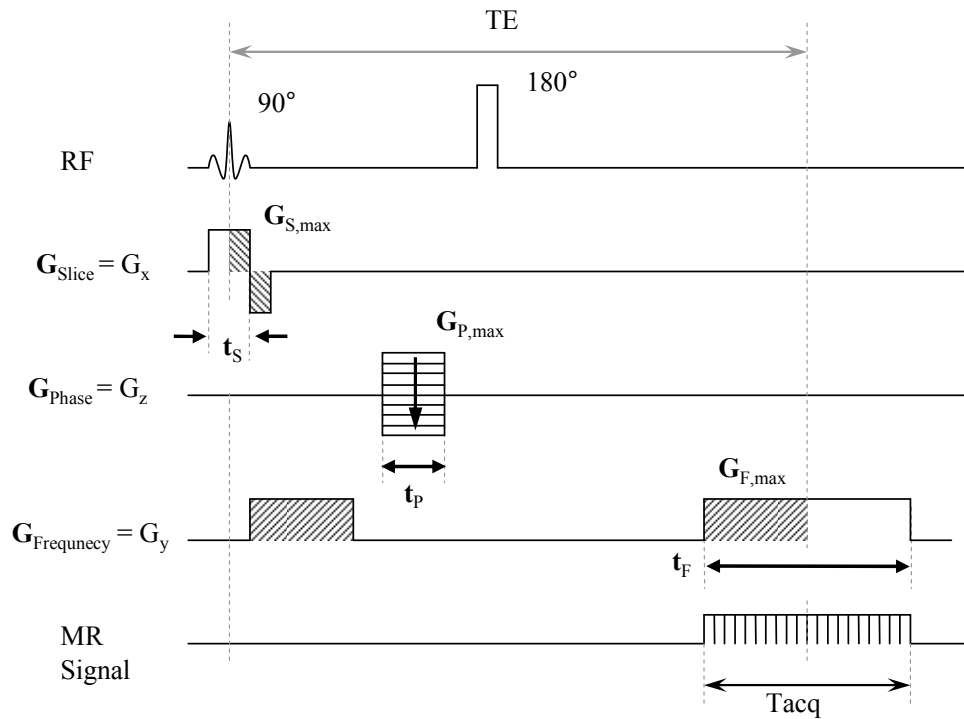 TE
90°
180°
RF
G_S,max
G_Slice = G_x
t_S
G_P,max
G_Phase = G_z
t_P
G_F,max
G_Frequnecy = G_y
t_F
MR
Signal
Tacq